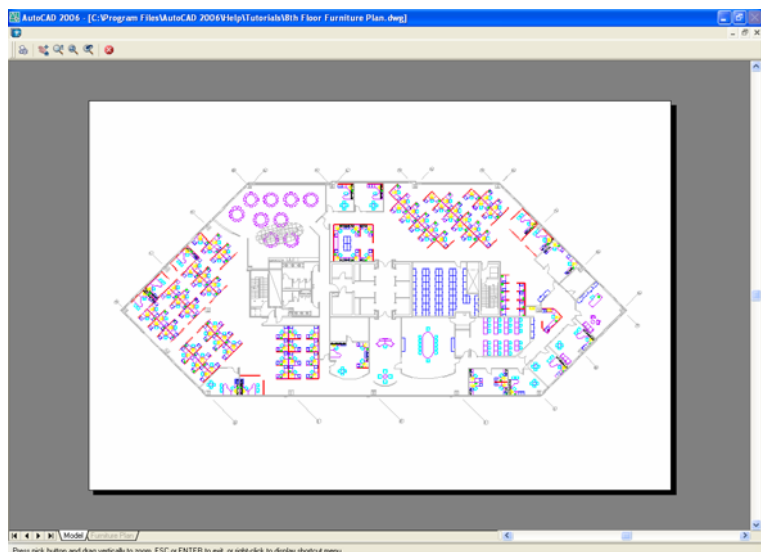 AutoCAD 2006 - [C:\Program Files\AutoCAD 2006\Help\Tutorials\8th Floor Furniture Plan.dwg]
Model / Furniture Plan
Press pick button and drag vertically to zoom, ESC or ENTER to exit, or right-click to display shortcut menu.